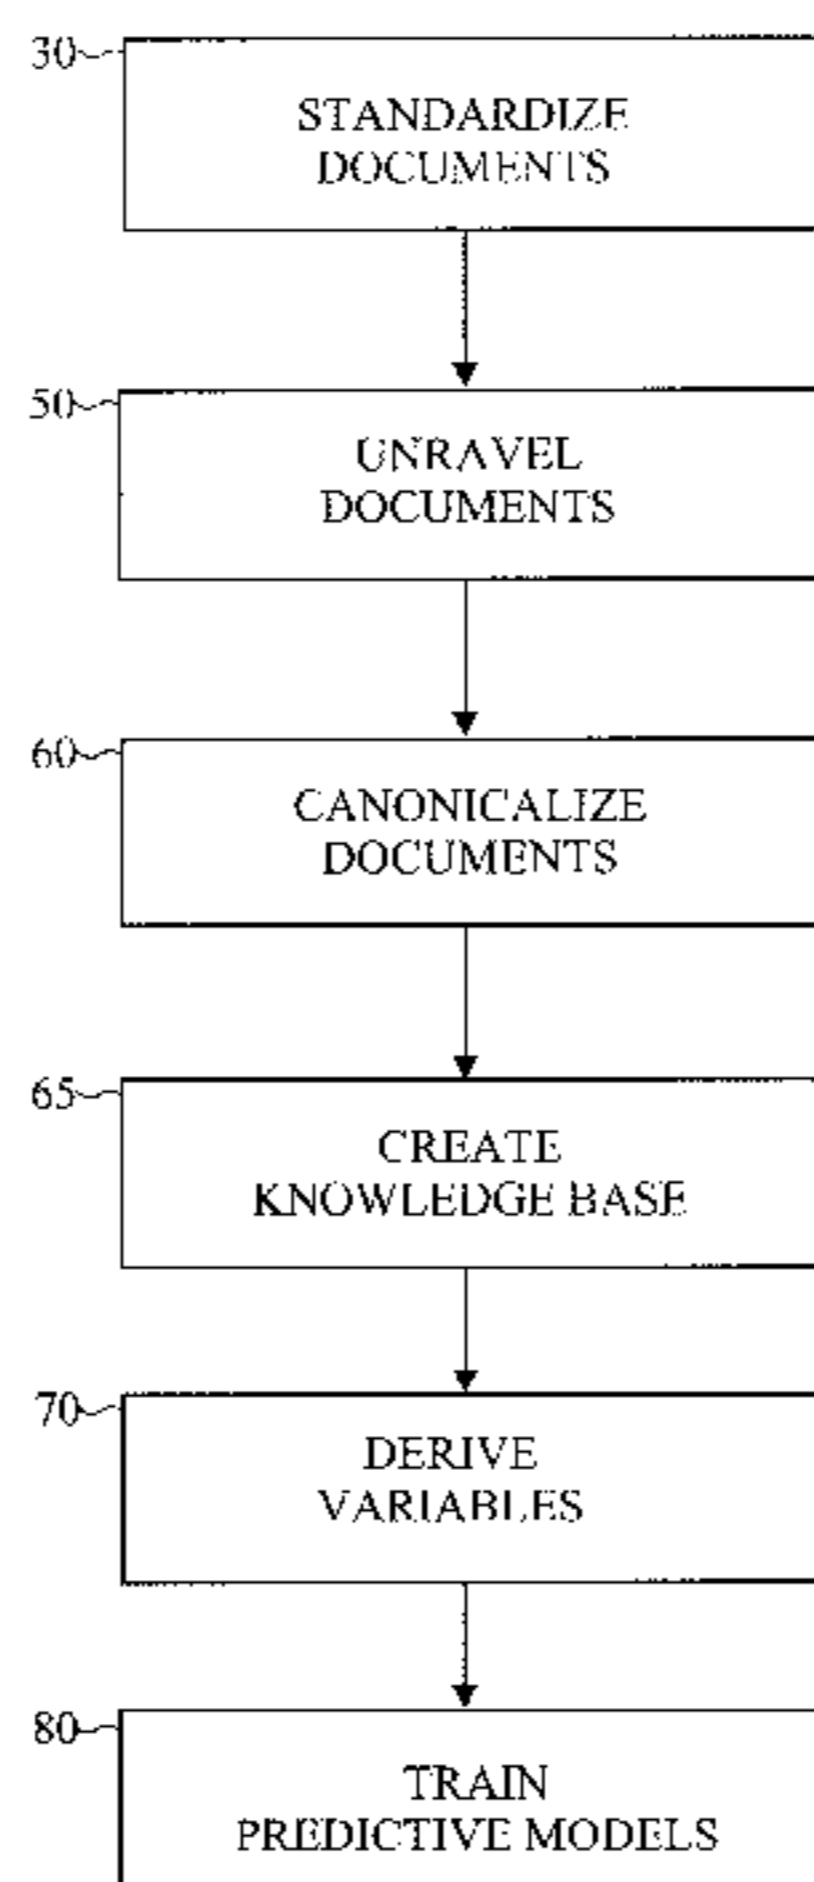 30
STANDARDIZE
DOCUMENTS
50
UNRAVEL
DOCUMENTS
60
CANONICALIZE
DOCUMENTS
65
CREATE
KNOWLEDGE BASE
70
DERIVE
VARIABLES
80
TRAIN
PREDICTIVE MODELS